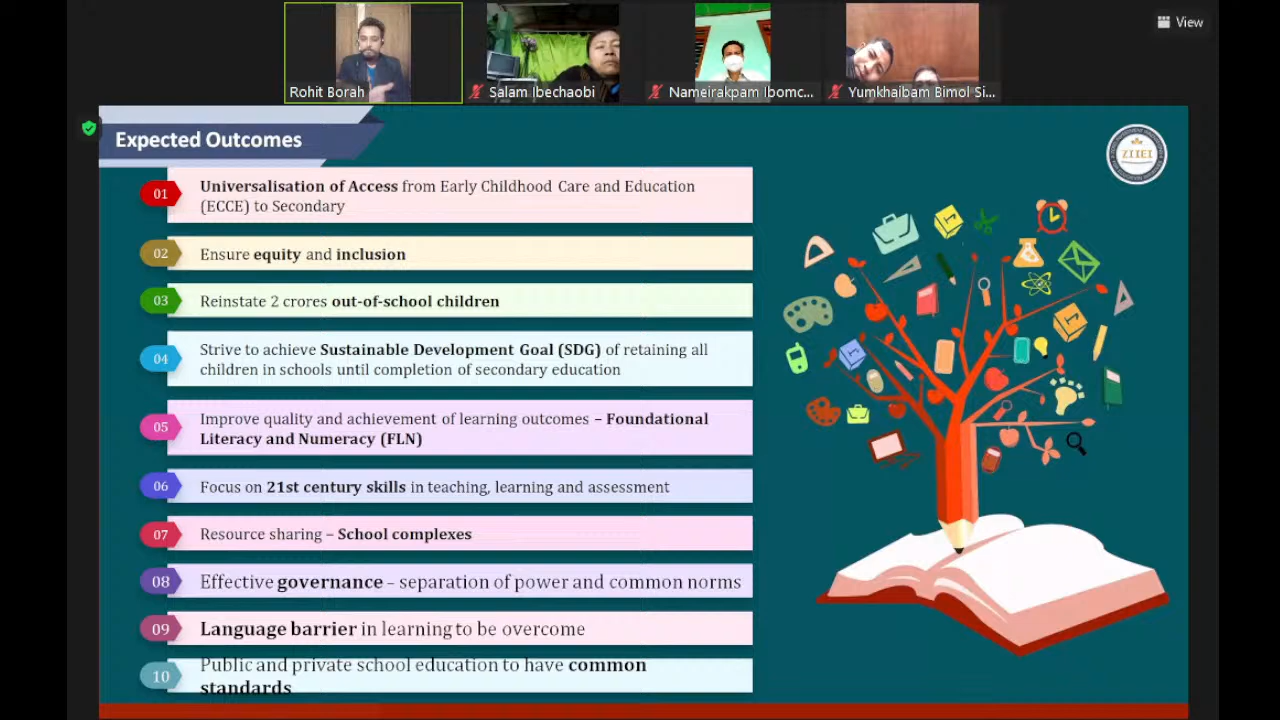 View
Rohit Borah
Salam Ibechaobi
Nameirakpam Ibomc...
Yumkhaibam Bimol Si...
Expected Outcomes
ZIIEI
01
Universalisation of Access from Early Childhood Care and Education
(ECCE) to Secondary
02
Ensure equity and inclusion
03
Reinstate 2 crores out-of-school children
04
Strive to achieve Sustainable Development Goal (SDG) of retaining all
children in schools until completion of secondary education
05
Improve quality and achievement of learning outcomes – Foundational
Literacy and Numeracy (FLN)
06
Focus on 21st century skills in teaching, learning and assessment
07
Resource sharing – School complexes
08
Effective governance – separation of power and common norms
09
Language barrier in learning to be overcome
10
Public and private school education to have common
standards